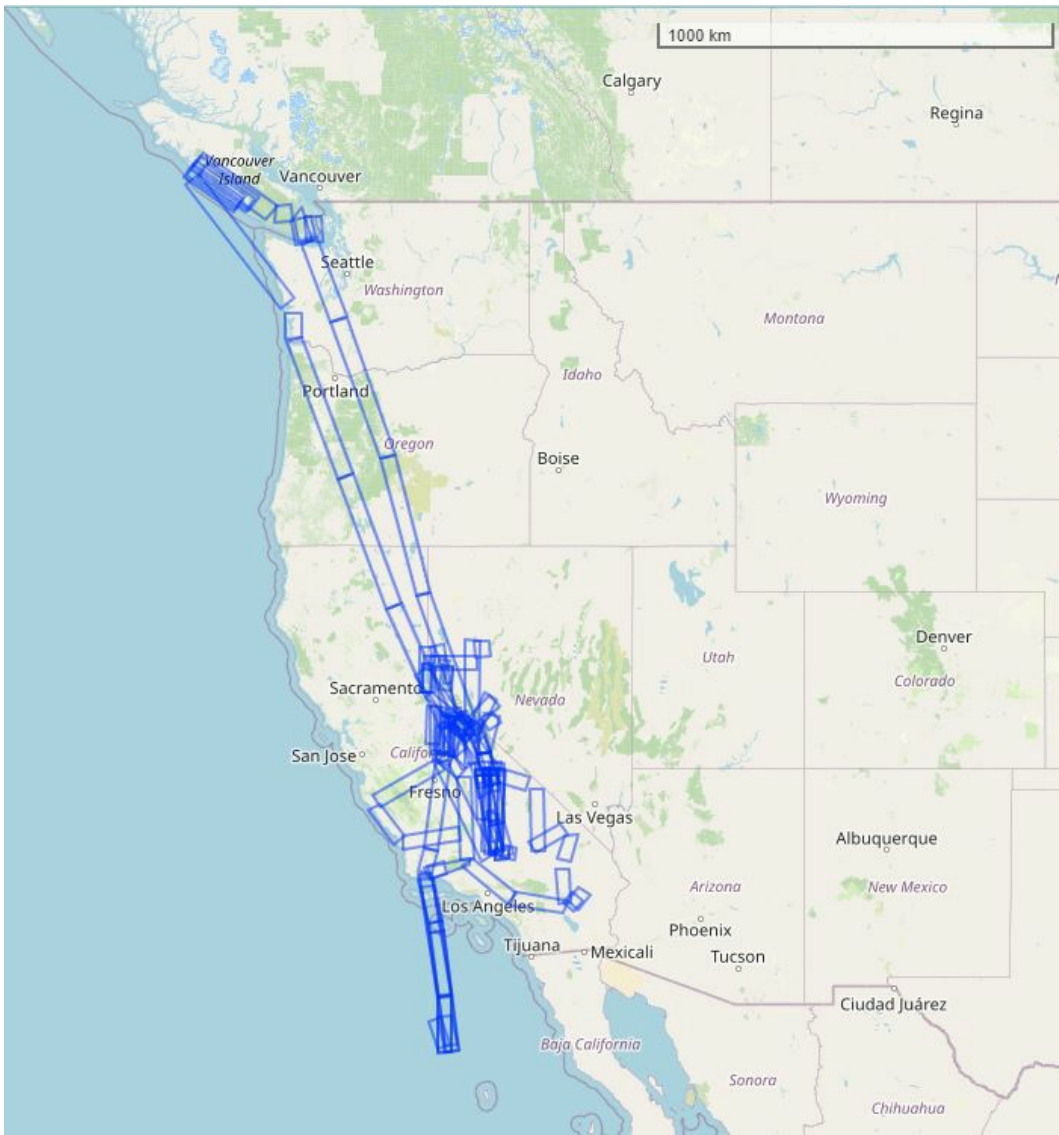 1000 km
Calgary
Regina
Vancouver
Island
Vancouver
Seattle
Washington
Montana
Portland
Idaho
Oregon
Boise
Wyoming
Denver
Utah
Colorado
Sacramento
Nevada
San Jose
California
Fresno
Las Vegas
Albuquerque
Arizona
New Mexico
Los Angeles
Phoenix
Tijuana
Mexicali
Tucson
Ciudad Juárez
Baja California
Sonora
Chihuahua